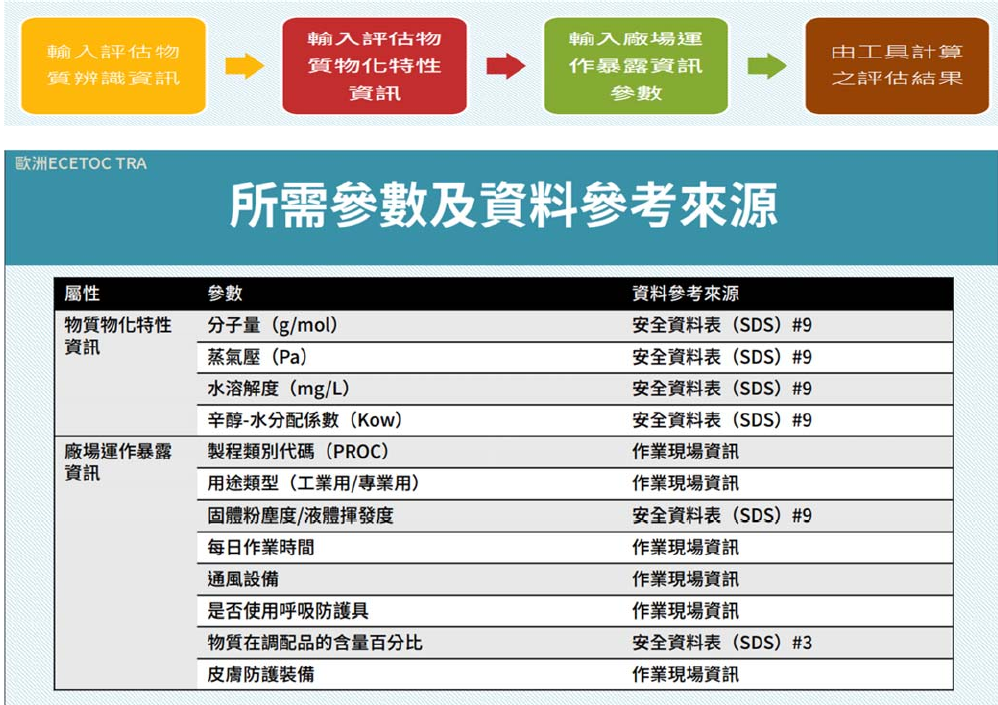 輸入評估物
質辨識資訊
輸入評估物
質物化特性
資訊
輸入廠場運
作暴露資訊
參數
由工具計算
之評估結果
歐洲ECETOC TRA
所需參數及資料參考來源
屬性 參數 資料參考來源
物質物化特性資訊 分子量（g/mol） 安全資料表（SDS）#9
蒸氣壓（Pa） 安全資料表（SDS）#9
水溶解度（mg/L） 安全資料表（SDS）#9
辛醇-水分配係數（Kow） 安全資料表（SDS）#9
廠場運作暴露資訊 製程類別代碼（PROC） 作業現場資訊
用途類型（工業用/專業用） 作業現場資訊
固體粉塵度/液體揮發度 安全資料表（SDS）#9
每日作業時間 作業現場資訊
通風設備 作業現場資訊
是否使用呼吸防護具 作業現場資訊
物質在調配品的含量百分比 安全資料表（SDS）#3
皮膚防護裝備 作業現場資訊